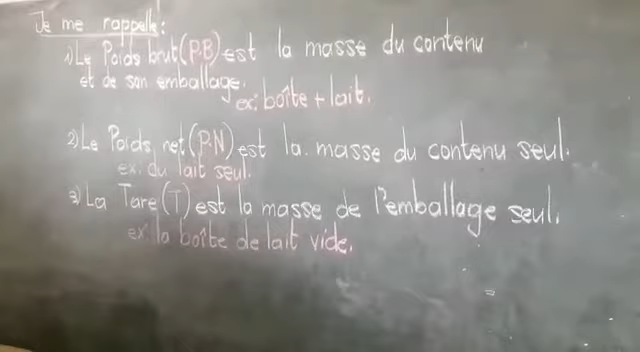 Je me rappelle:
1) Le Poids brut (P.B) est la masse du contenu
et de son emballage.
ex: boîte + lait.
2) Le Poids net (P.N) est la masse du contenu seul.
ex. du lait seul.
3) La Tare (T) est la masse de l'emballage seul.
ex: la boîte de lait vide.